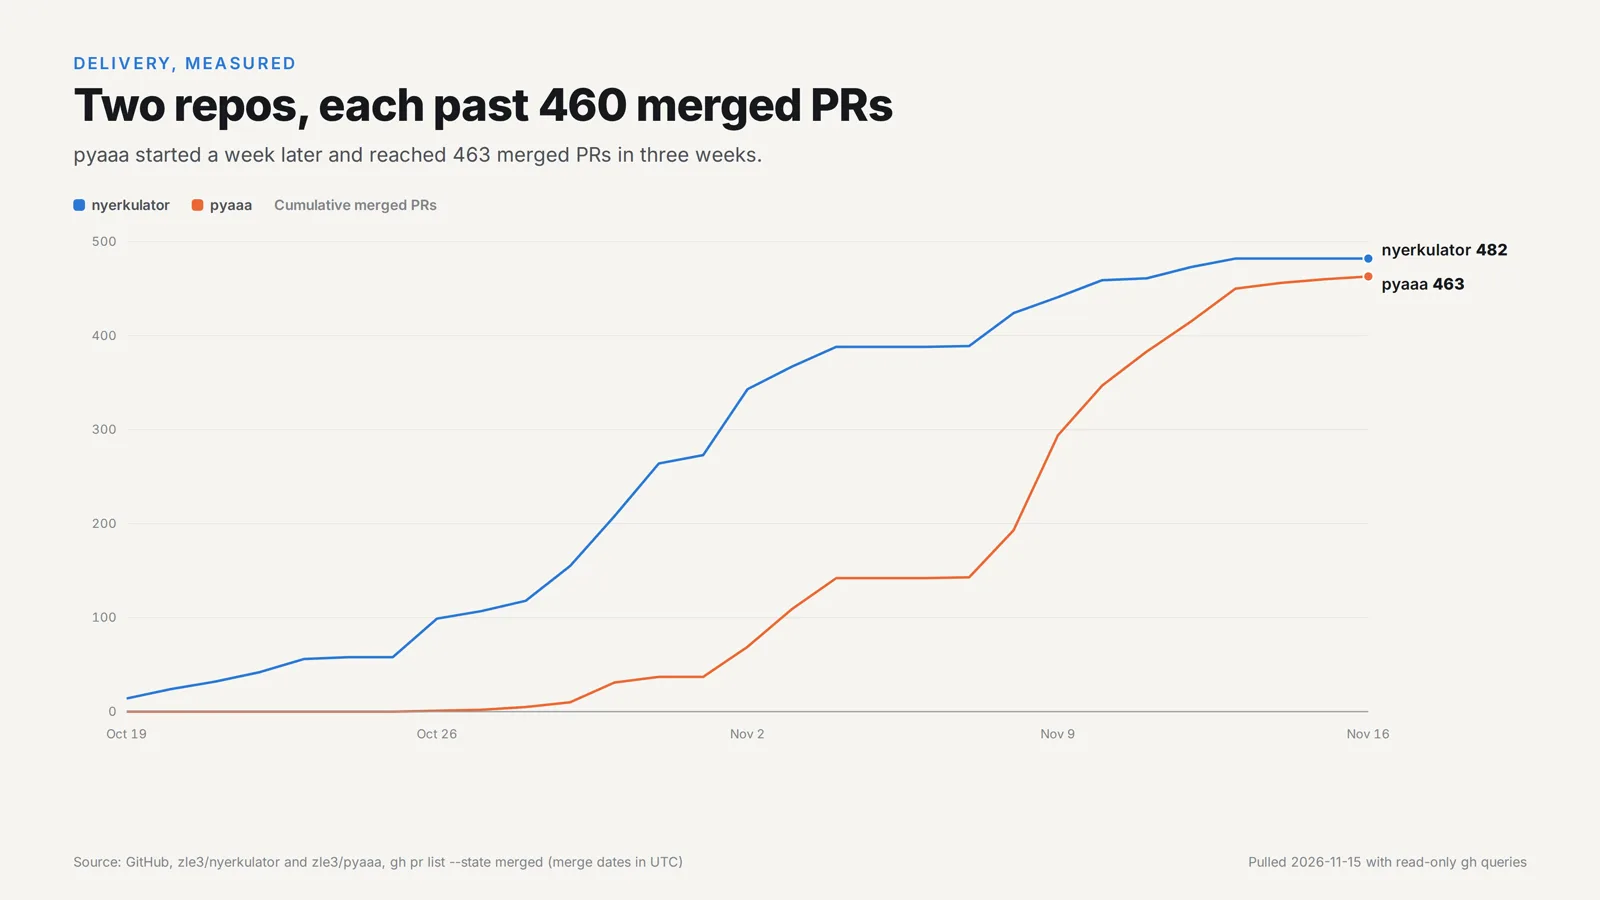 DELIVERY, MEASURED
Two repos, each past 460 merged PRs
pyaaa started a week later and reached 463 merged PRs in three weeks.
nyerkulator pyaaa Cumulative merged PRs
500
nyerkulator 482
pyaaa 463
400
300
200
100
0
Oct 19 Oct 26 Nov 2 Nov 9 Nov 16
Source: GitHub, zle3/nyerkulator and zle3/pyaaa, gh pr list --state merged (merge dates in UTC)
Pulled 2026-11-15 with read-only gh queries